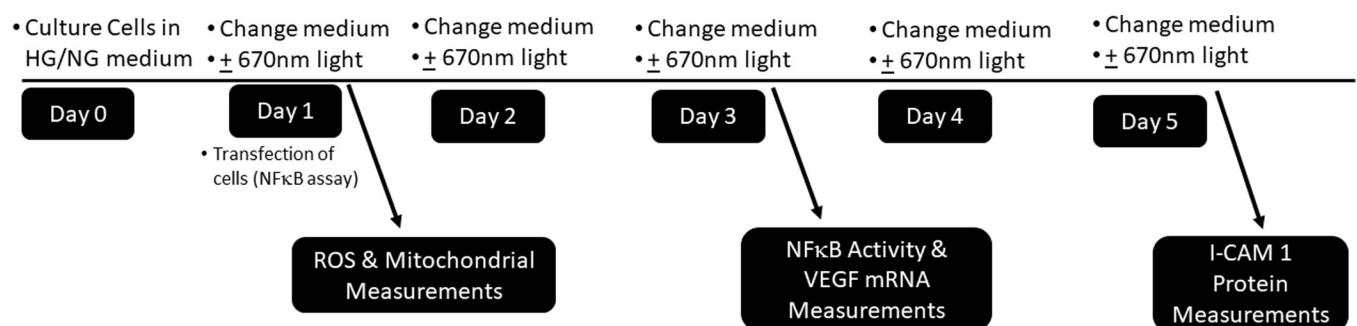 • Culture Cells in
HG/NG medium
• Change medium
• ± 670nm light
• Change medium
• ± 670nm light
• Change medium
• ± 670nm light
• Change medium
• ± 670nm light
• Change medium
• ± 670nm light
Day 0
Day 1
Day 2
Day 3
Day 4
Day 5
• Transfection of
cells (NFκB assay)
ROS & Mitochondrial
Measurements
NFκB Activity &
VEGF mRNA
Measurements
I-CAM 1
Protein
Measurements